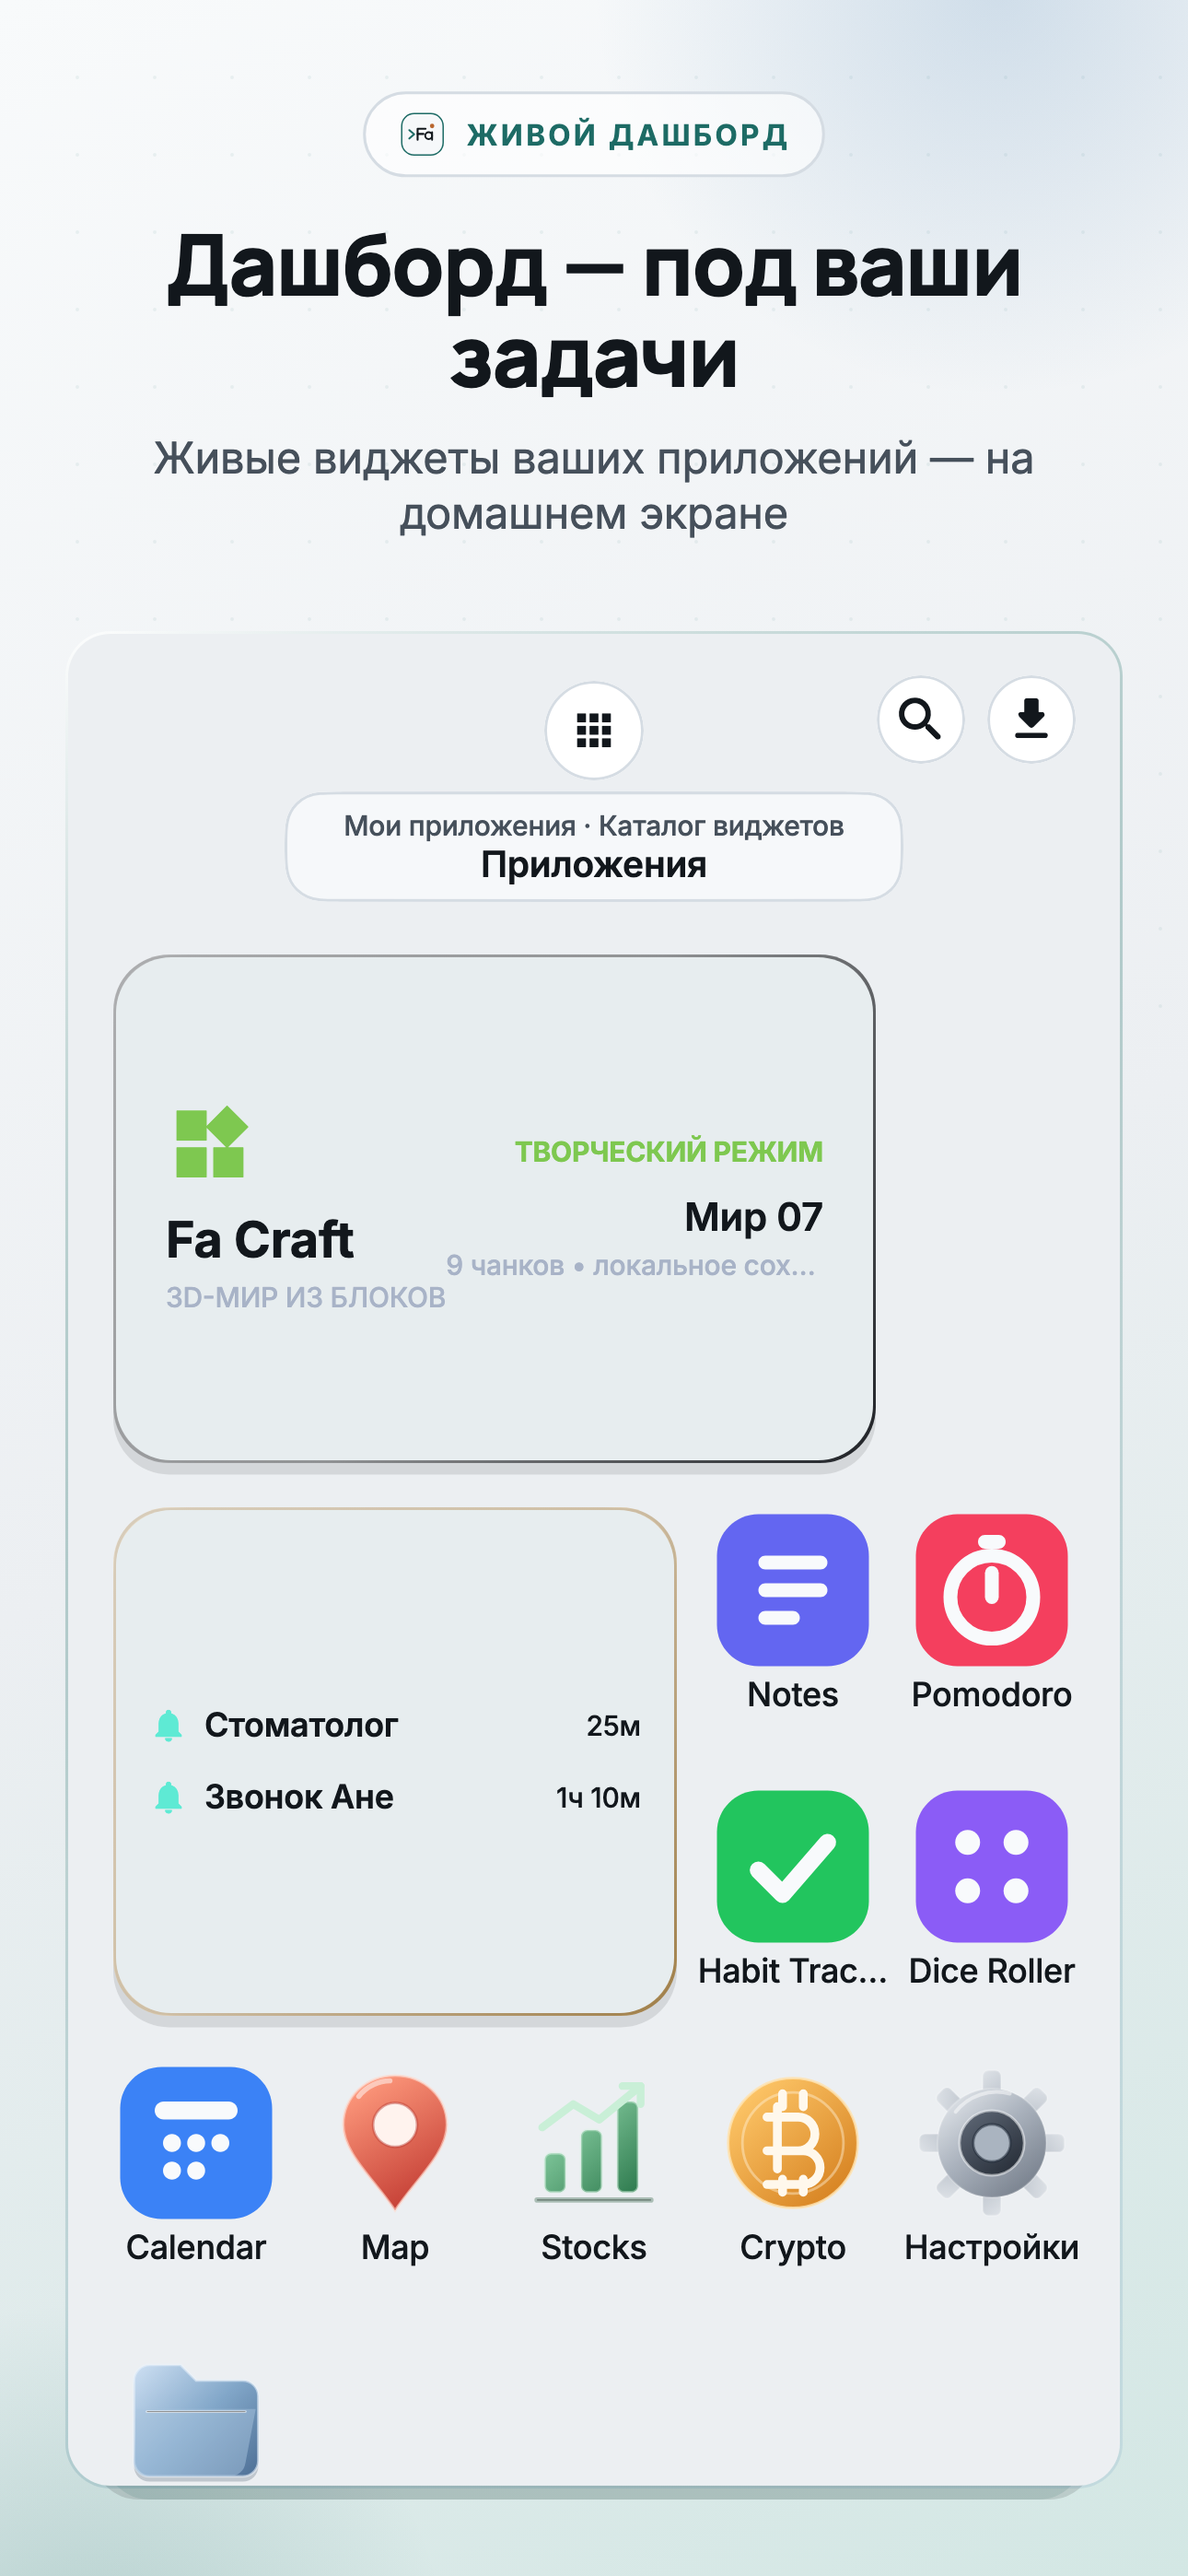 >Fa ЖИВОЙ ДАШБОРД
Дашборд — под ваши
задачи
Живые виджеты ваших приложений — на
домашнем экране
Мои приложения · Каталог виджетов
Приложения
Fa Craft
3D-МИР ИЗ БЛОКОВ
ТВОРЧЕСКИЙ РЕЖИМ
Мир 07
9 чанков • локальное сох...
Стоматолог 25м
Звонок Ане 1ч 10м
Notes Pomodoro
Habit Trac... Dice Roller
Calendar Map Stocks Crypto Настройки